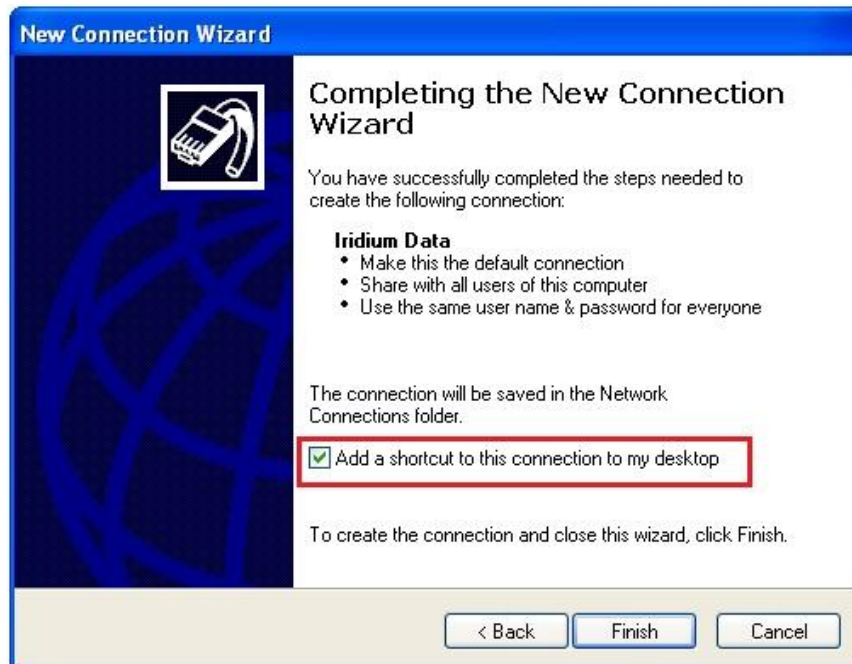 New Connection Wizard
Completing the New Connection
Wizard
You have successfully completed the steps needed to
create the following connection:
Iridium Data
• Make this the default connection
• Share with all users of this computer
• Use the same user name & password for everyone
The connection will be saved in the Network
Connections folder.
Add a shortcut to this connection to my desktop
To create the connection and close this wizard, click Finish.
< Back Finish Cancel